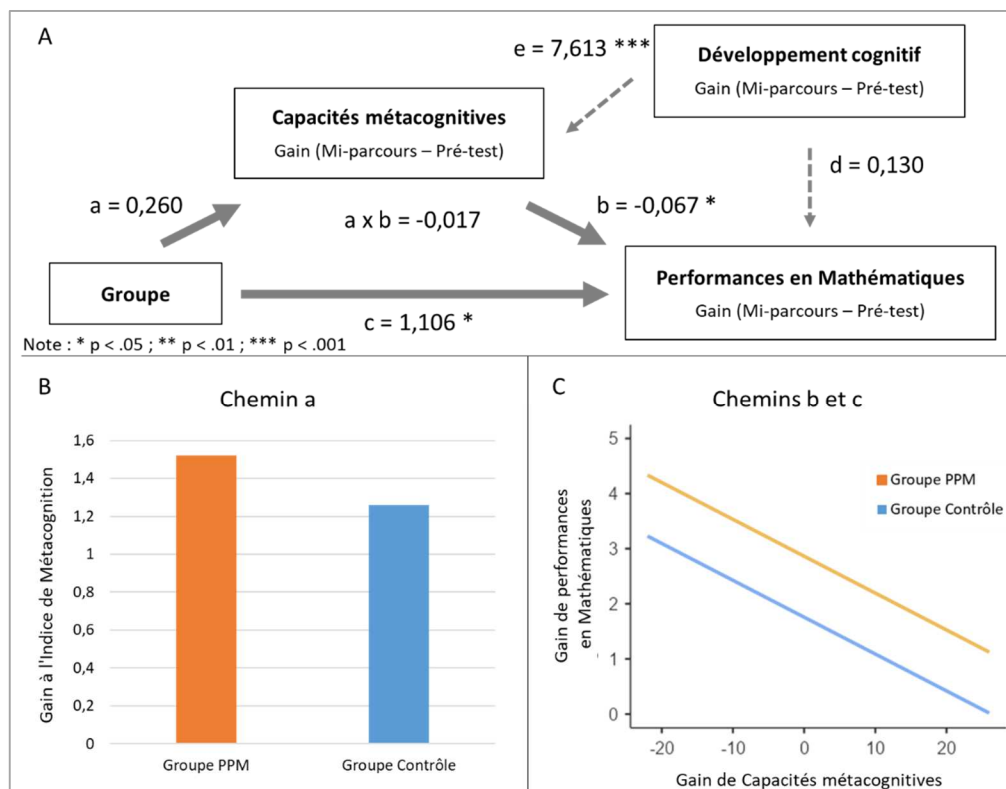 A
e = 7,613 ***
Développement cognitif
Gain (Mi-parcours – Pré-test)
Capacités métacognitives
Gain (Mi-parcours – Pré-test)
d = 0,130
a = 0,260
a x b = -0,017
b = -0,067 *
Groupe
Performances en Mathématiques
Gain (Mi-parcours – Pré-test)
c = 1,106 *
Note : * p < .05 ; ** p < .01 ; *** p < .001
B
Chemin a
Gain à l'Indice de Métacognition
1,6
1,4
1,2
1
0,8
0,6
0,4
0,2
0
Groupe PPM
Groupe Contrôle
C
Chemins b et c
Gain de performances
en Mathématiques
5
4
3
2
1
0
Groupe PPM
Groupe Contrôle
-20
-10
0
10
20
Gain de Capacités métacognitives